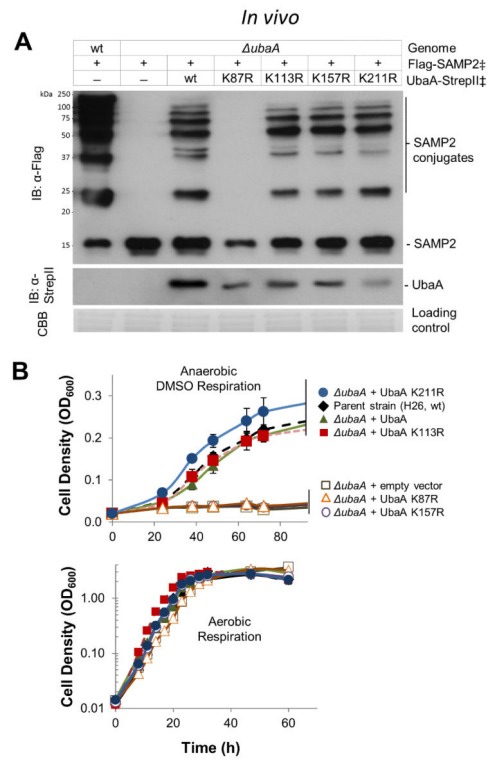 In vivo
A
wt ΔubaA Genome
+ + + + + + + Flag-SAMP2‡
– – wt K87R K113R K157R K211R UbaA-StrepII‡
kDa
250
100
75
50
37
25
20
15
IB: α-Flag
SAMP2
conjugates
SAMP2
IB: α-
StrepII
UbaA
CBB
Loading
control
B
Anaerobic
DMSO Respiration
Cell Density (OD600)
0.3
0.2
0.1
0.0
0 20 40 60 80
ΔubaA + UbaA K211R
Parent strain (H26, wt)
ΔubaA + UbaA
ΔubaA + UbaA K113R
ΔubaA + empty vector
ΔubaA + UbaA K87R
ΔubaA + UbaA K157R
Cell Density (OD600)
1.00
0.10
0.01
Aerobic
Respiration
0 20 40 60
Time (h)